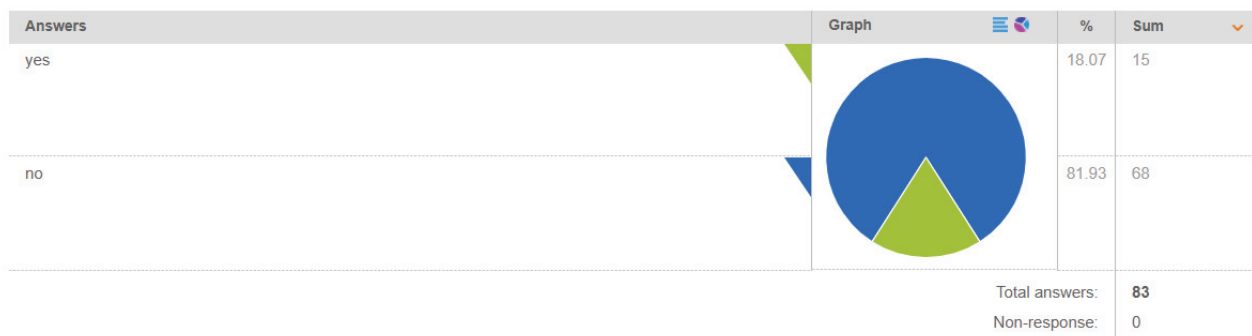 Answers Graph % Sum
yes 18.07 15
no 81.93 68
Total answers: 83
Non-response: 0